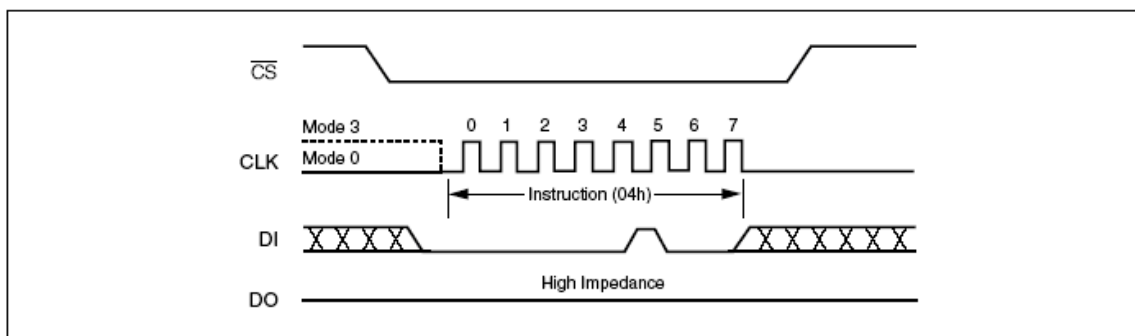 CS
Mode 3
0 1 2 3 4 5 6 7
CLK
Mode 0
Instruction (04h)
DI
High Impedance
DO